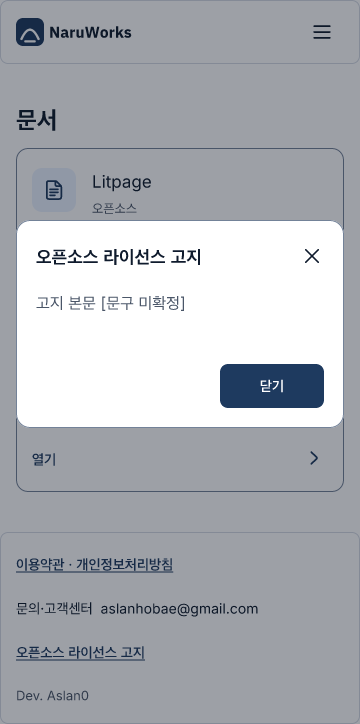 NaruWorks
문서
Litpage
오픈소스
오픈소스 라이선스 고지
고지 본문 [문구 미확정]
닫기
열기
이용약관 · 개인정보처리방침
문의·고객센터 aslanhobae@gmail.com
오픈소스 라이선스 고지
Dev. Aslan0